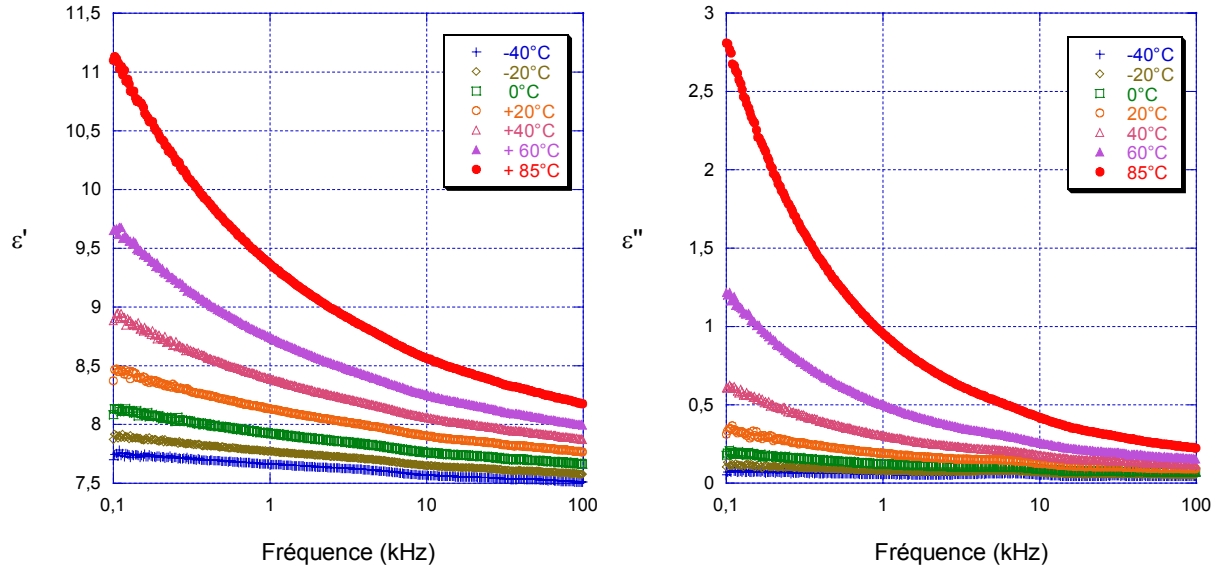 11,5
11
10,5
10
9,5
9
8,5
8
7,5
ε'
0,1 1 10 100
Fréquence (kHz)
-40°C
-20°C
0°C
+20°C
+40°C
+ 60°C
+ 85°C
3
2,5
2
1,5
1
0,5
0
ε"
0,1 1 10 100
Fréquence (kHz)
-40°C
-20°C
0°C
20°C
40°C
60°C
85°C